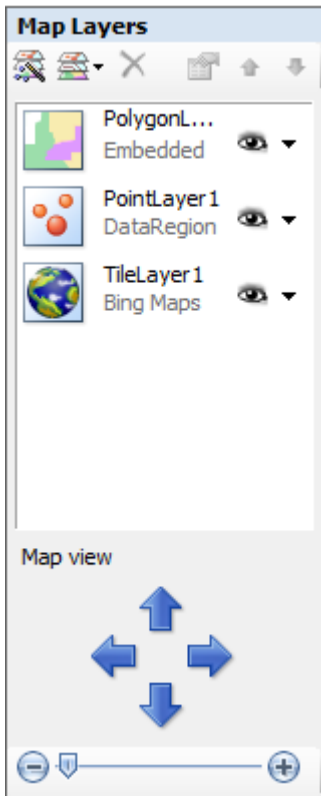 Map Layers
PolygonL...
Embedded
PointLayer1
DataRegion
TileLayer1
Bing Maps
Map view